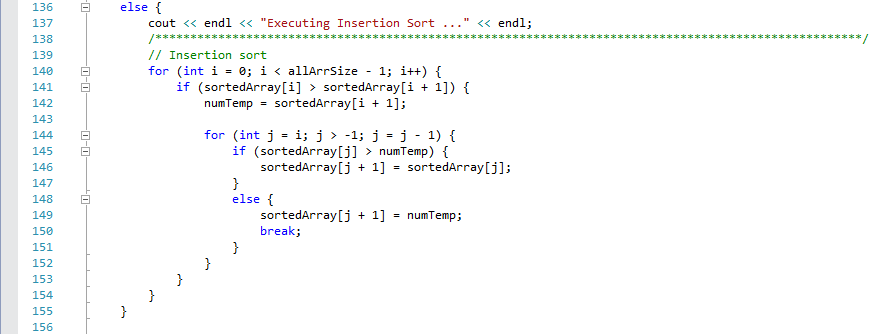 136 else {
137 cout << endl << "Executing Insertion Sort ..." << endl;
138 /*****************************************************************************************************/
139 // Insertion sort
140 for (int i = 0; i < allArrSize - 1; i++) {
141 if (sortedArray[i] > sortedArray[i + 1]) {
142 numTemp = sortedArray[i + 1];
143
144 for (int j = i; j > -1; j = j - 1) {
145 if (sortedArray[j] > numTemp) {
146 sortedArray[j + 1] = sortedArray[j];
147 }
148 else {
149 sortedArray[j + 1] = numTemp;
150 break;
151 }
152 }
153 }
154 }
155 }
156